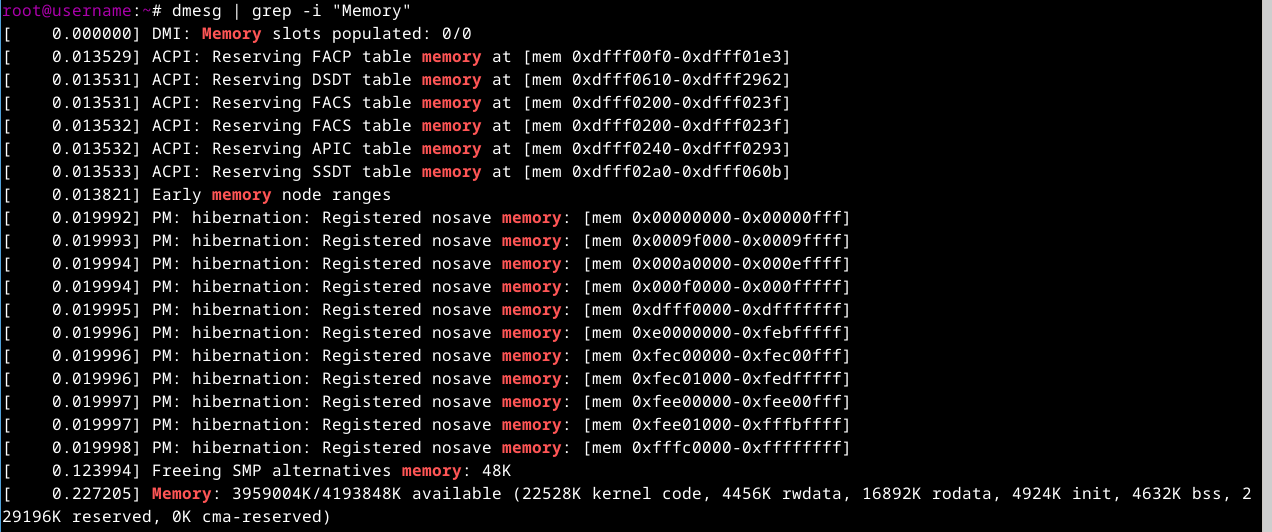 root@username:~# dmesg | grep -i "Memory"
[    0.000000] DMI: Memory slots populated: 0/0
[    0.013529] ACPI: Reserving FACP table memory at [mem 0xdfff00f0-0xdfff01e3]
[    0.013531] ACPI: Reserving DSDT table memory at [mem 0xdfff0610-0xdfff2962]
[    0.013531] ACPI: Reserving FACS table memory at [mem 0xdfff0200-0xdfff023f]
[    0.013532] ACPI: Reserving FACS table memory at [mem 0xdfff0200-0xdfff023f]
[    0.013532] ACPI: Reserving APIC table memory at [mem 0xdfff0240-0xdfff0293]
[    0.013533] ACPI: Reserving SSDT table memory at [mem 0xdfff02a0-0xdfff060b]
[    0.013821] Early memory node ranges
[    0.019992] PM: hibernation: Registered nosave memory: [mem 0x00000000-0x00000fff]
[    0.019993] PM: hibernation: Registered nosave memory: [mem 0x0009f000-0x0009ffff]
[    0.019994] PM: hibernation: Registered nosave memory: [mem 0x000a0000-0x000effff]
[    0.019994] PM: hibernation: Registered nosave memory: [mem 0x000f0000-0x000fffff]
[    0.019995] PM: hibernation: Registered nosave memory: [mem 0xdfff0000-0xdfffffff]
[    0.019996] PM: hibernation: Registered nosave memory: [mem 0xe0000000-0xfebfffff]
[    0.019996] PM: hibernation: Registered nosave memory: [mem 0xfec00000-0xfec00fff]
[    0.019996] PM: hibernation: Registered nosave memory: [mem 0xfec01000-0xfedfffff]
[    0.019997] PM: hibernation: Registered nosave memory: [mem 0xfee00000-0xfee00fff]
[    0.019997] PM: hibernation: Registered nosave memory: [mem 0xfee01000-0xfffbffff]
[    0.019998] PM: hibernation: Registered nosave memory: [mem 0xfffc0000-0xffffffff]
[    0.123994] Freeing SMP alternatives memory: 48K
[    0.227205] Memory: 3959004K/4193848K available (22528K kernel code, 4456K rwdata, 16892K rodata, 4924K init, 4632K bss, 2
29196K reserved, 0K cma-reserved)